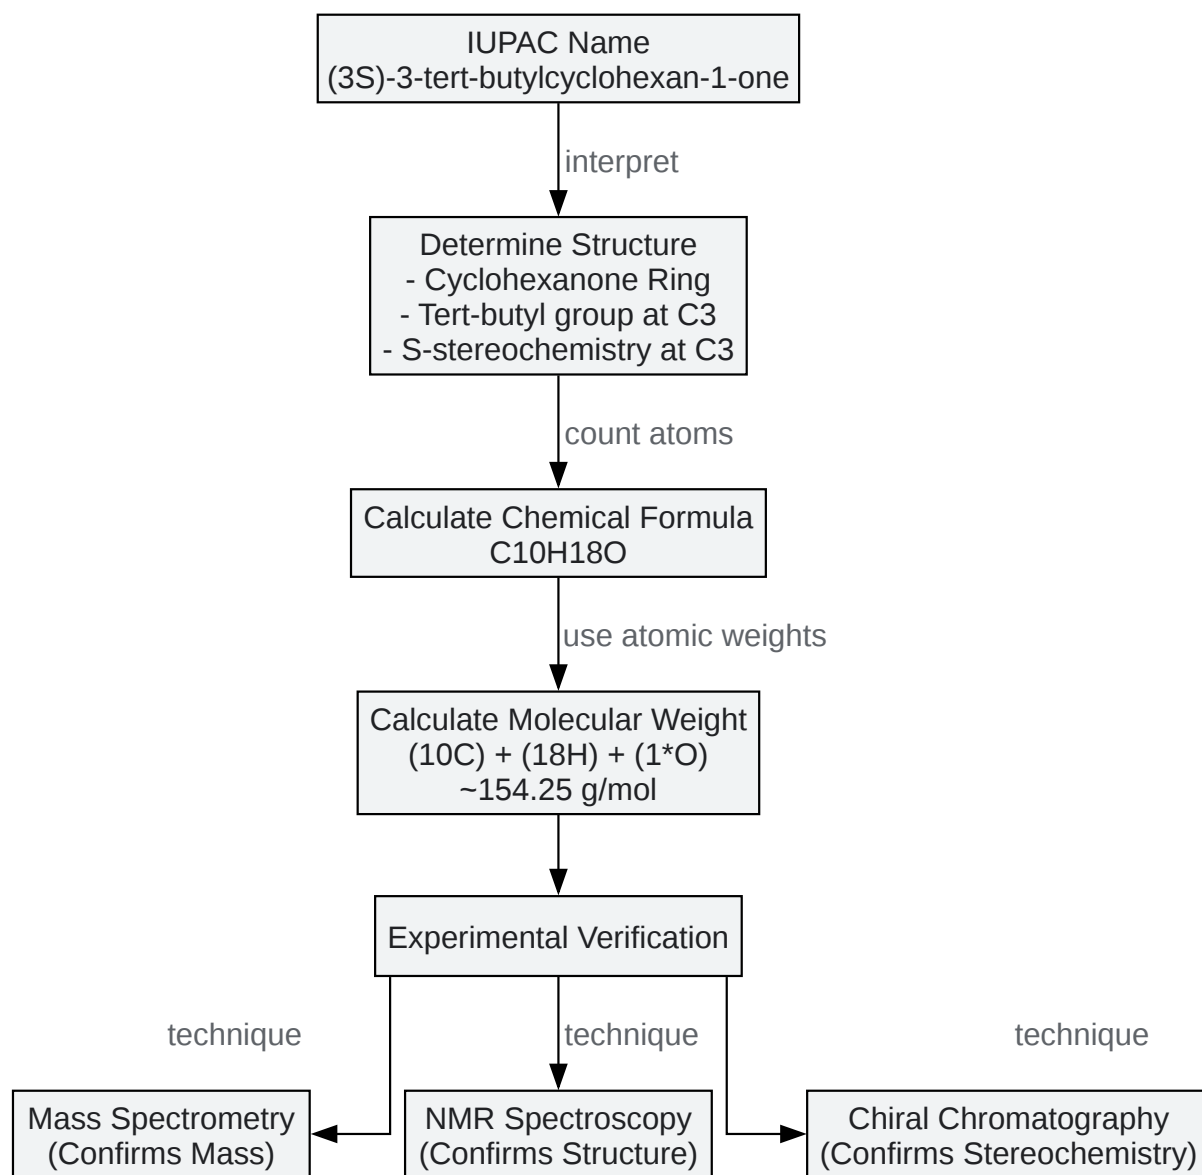 IUPAC Name
(3S)-3-tert-butylcyclohexan-1-one
interpret
Determine Structure
- Cyclohexanone Ring
- Tert-butyl group at C3
- S-stereochemistry at C3
count atoms
Calculate Chemical Formula
C10H18O
use atomic weights
Calculate Molecular Weight
(10C) + (18H) + (1*O)
~154.25 g/mol
Experimental Verification
technique
technique
technique
Mass Spectrometry
(Confirms Mass)
NMR Spectroscopy
(Confirms Structure)
Chiral Chromatography
(Confirms Stereochemistry)